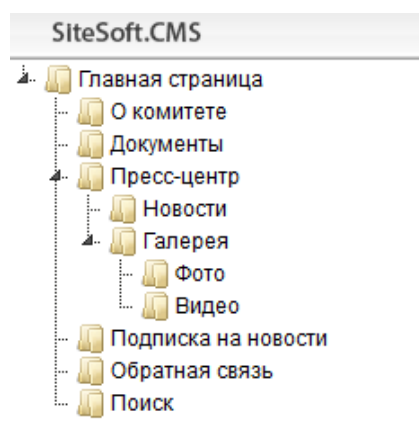 SiteSoft.CMS
Главная страница
О комитете
Документы
Пресс-центр
Новости
Галерея
Фото
Видео
Подписка на новости
Обратная связь
Поиск